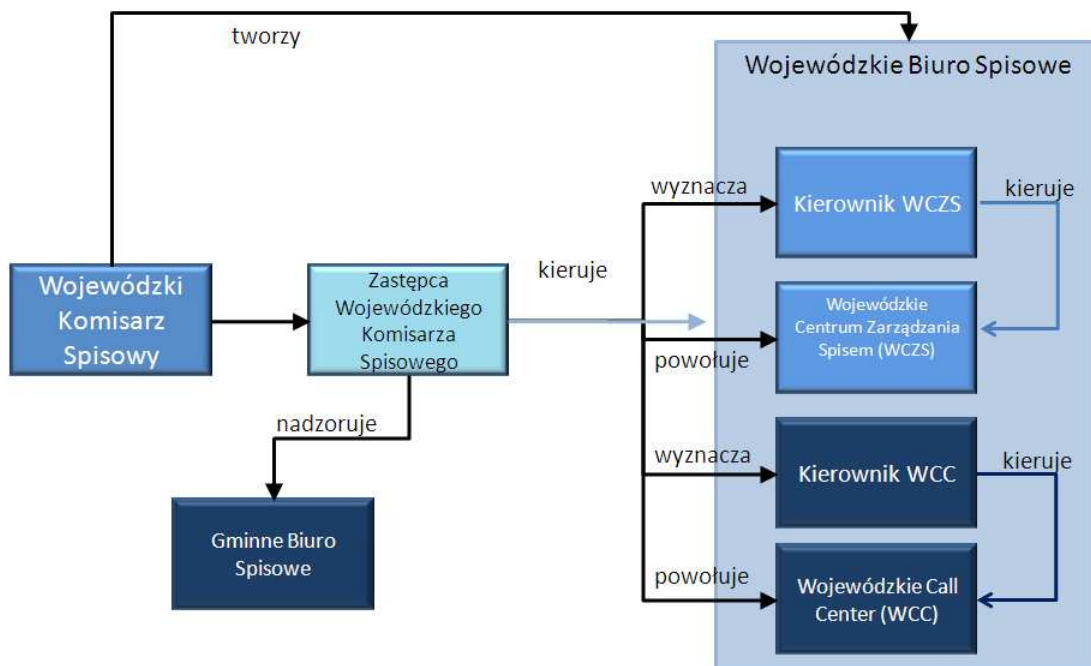 tworzy
Wojewódzkie Biuro Spisowe
wyznacza
Kierownik WCZS
kieruje
Wojewódzki
Komisarz
Spisowy
Zastępca
Wojewódzkiego
Komisarza
Spisowego
kieruje
Wojewódzkie
Centrum Zarządzania
Spisem (WCZS)
powołuje
nadzoruje
wyznacza
Kierownik WCC
kieruje
Gminne Biuro
Spisowe
powołuje
Wojewódzkie Call
Center (WCC)